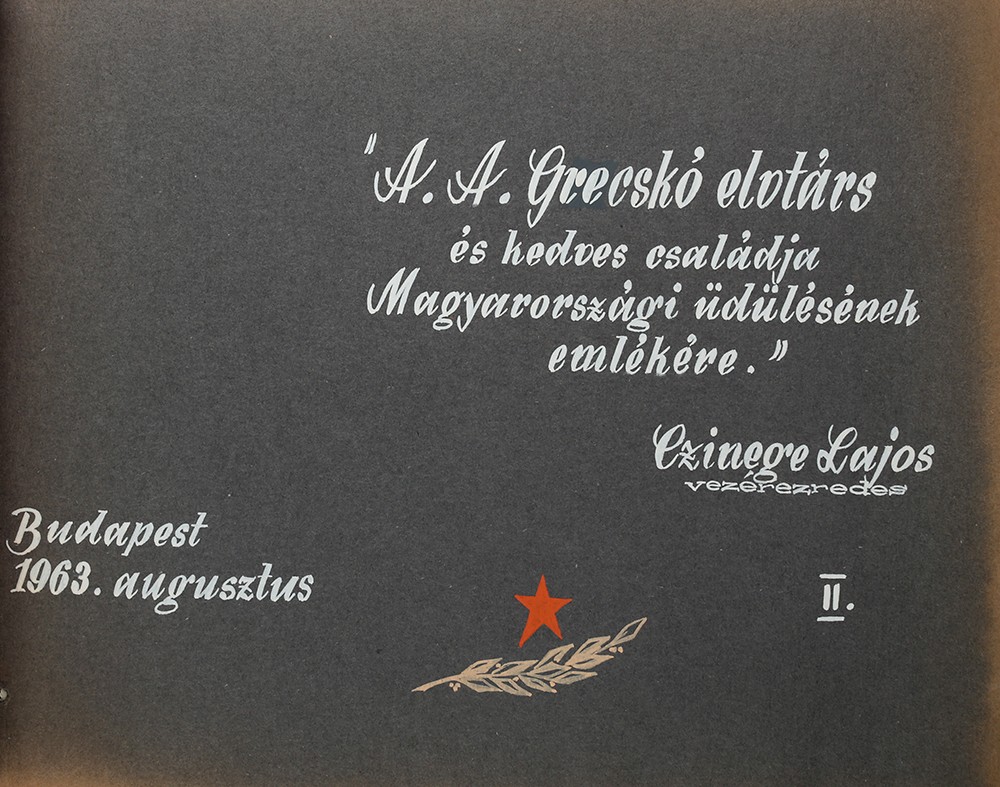 "A. A. Grecskó elvtárs
és kedves családja
Magyarországi üdülésének
emlékére."
Czinege Lajos
vezérezredes
Budapest
1963. augusztus
II.